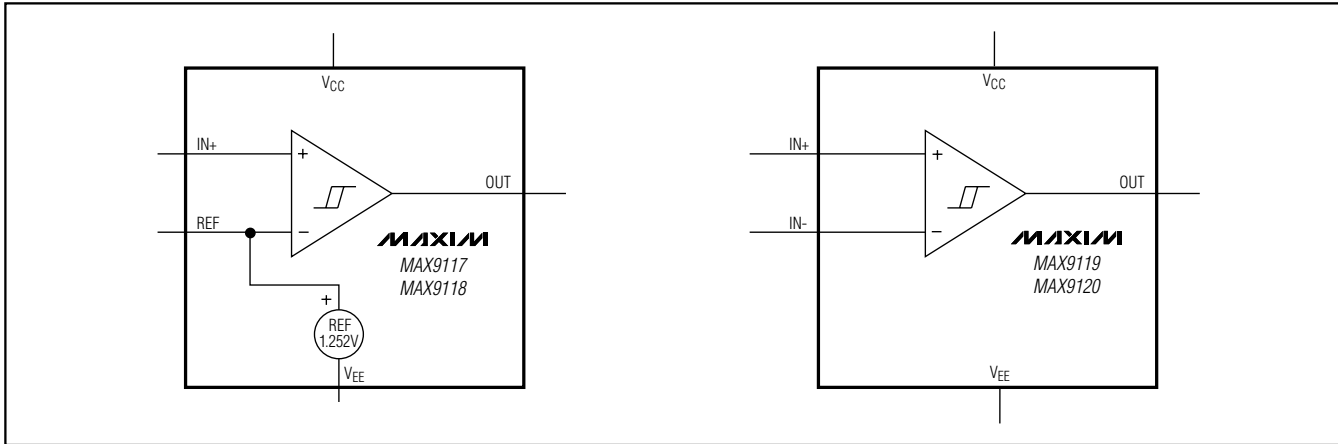 VCC
IN+
+
OUT
REF
−
MAXIM
MAX9117
MAX9118
+
REF
1.252V
VEE
VCC
IN+
+
OUT
IN-
−
MAXIM
MAX9119
MAX9120
VEE